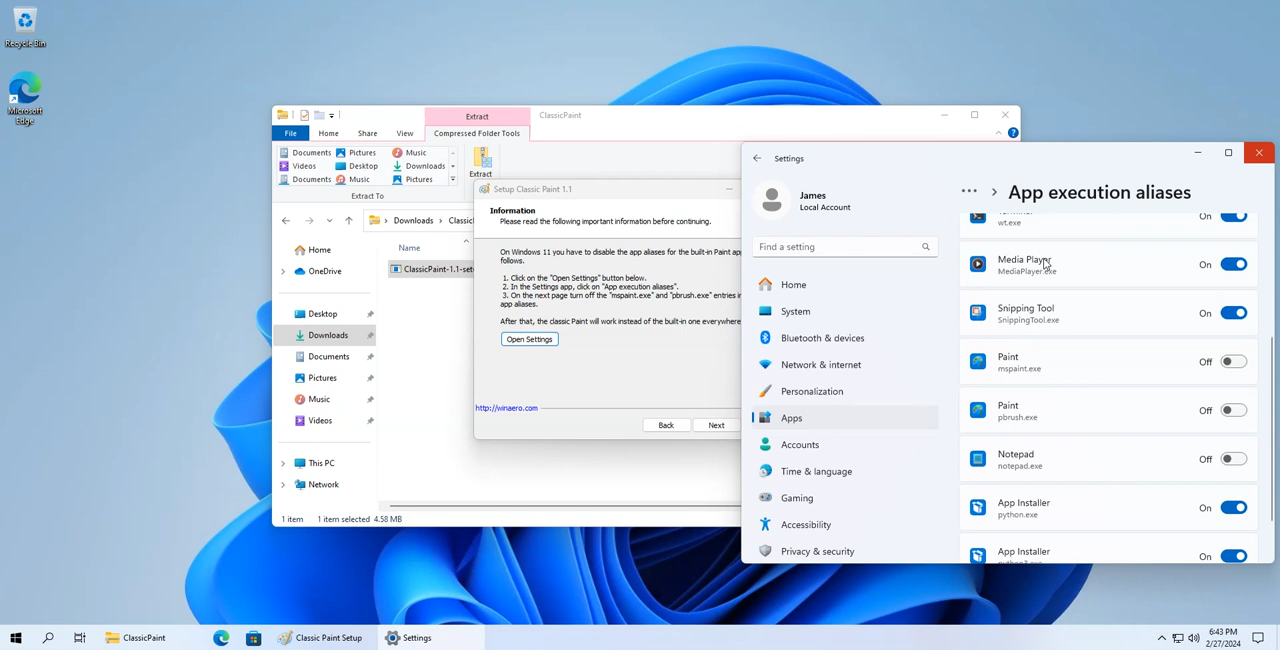 Recycle Bin
Microsoft
Edge
Extract
ClassicPaint
File
Home
Share
View
Compressed Folder Tools
Documents
Pictures
Music
Videos
Desktop
Downloads
Documents
Music
Pictures
Extract
Extract To
Downloads
Home
OneDrive
Desktop
Downloads
Documents
Pictures
Music
Videos
This PC
Network
Name
1 item
1 item selected 4.58 MB
Setup Classic Paint 1.1
Information
Please read the following important information before continuing.
On Windows 11 you have to disable the app aliases for the built-in Paint
follows.
1. Click on the "Open Settings" button below.
2. In the Settings app, click on "App execution aliases".
3. On the next page turn off the "mspaint.exe" and "pbrush.exe" entries
app aliases.
After that, the classic Paint will work instead of the built-in one everywhere
Open Settings
http://winaero.com
Back
Next
Settings
James
Local Account
Find a setting
Home
System
Bluetooth & devices
Network & internet
Personalization
Apps
Accounts
Time & language
Gaming
Accessibility
Privacy & security
... > App execution aliases
wt.exe
On
Media Player
MediaPlayer.exe
On
Snipping Tool
SnippingTool.exe
On
Paint
mspaint.exe
Off
Paint
pbrush.exe
Off
Notepad
notepad.exe
Off
App Installer
python.exe
On
App Installer
On
ClassicPaint
Classic Paint Setup
Settings
6:43 PM
2/27/2024